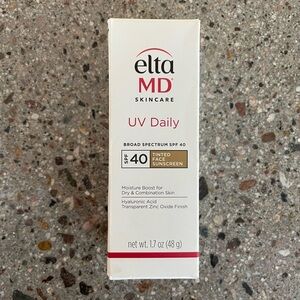 elta
MD
SKINCARE
UV Daily
BROAD SPECTRUM SPF 40
SPF 40 TINTED
FACE
SUNSCREEN
Moisture Boost for
Dry & Combination Skin
Hyaluronic Acid
Transparent Zinc Oxide Finish
net wt. 1.7 oz (48 g)